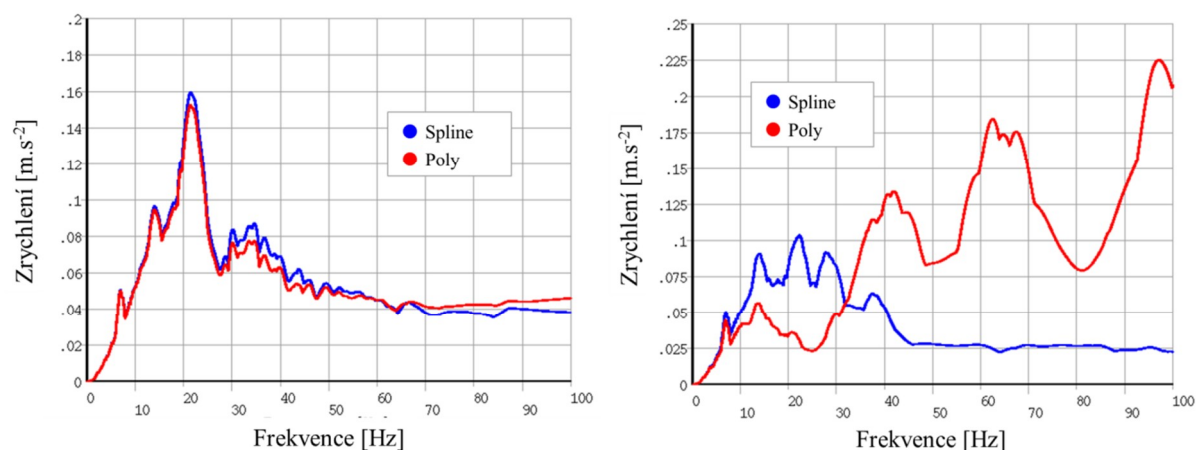 .2
.18
.16
.14
.12
.1
.08
.06
.04
.02
0
Zrychlení [m.s-2]
Spline
Poly
0 20 40 60 80 100
10 30 50 70 90
Frekvence [Hz]
.25
.225
.2
.175
.15
.125
.1
.075
.05
.025
0
Zrychlení [m.s-2]
Spline
Poly
0 20 40 60 80 100
10 30 50 70 90
Frekvence [Hz]